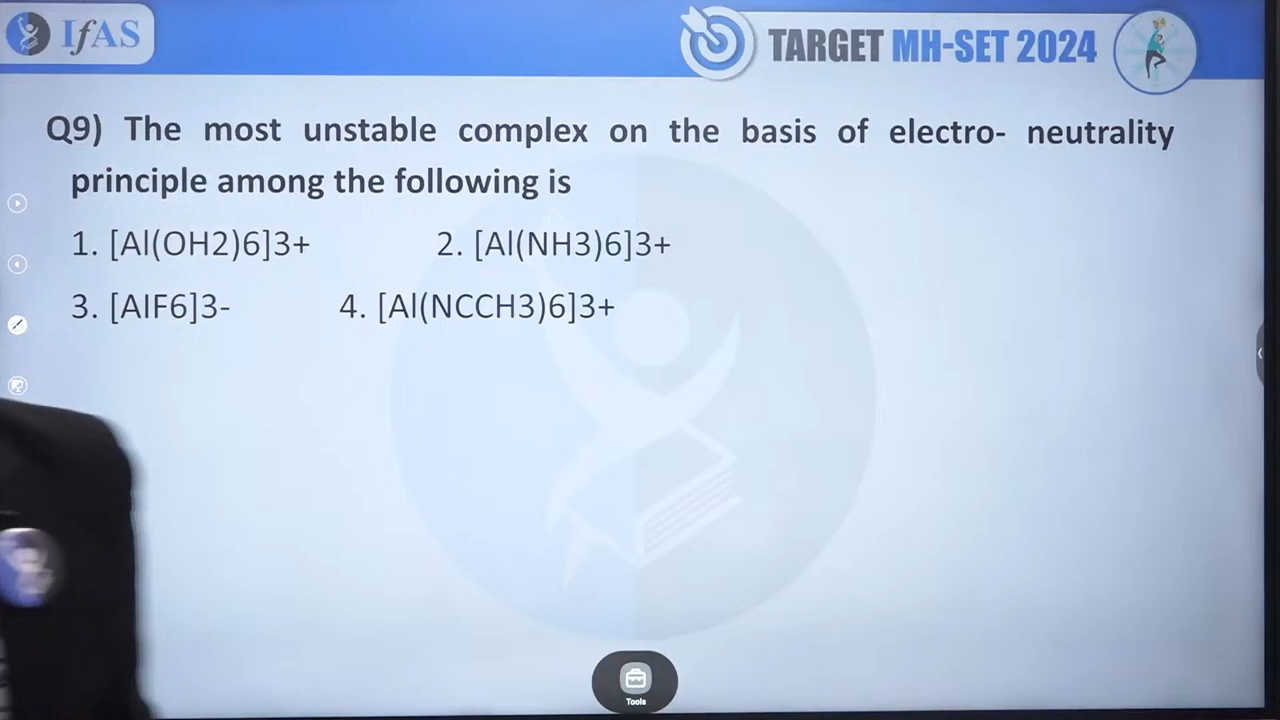 IfAS
TARGET MH-SET 2024
Q9) The most unstable complex on the basis of electro- neutrality
principle among the following is
1. [Al(OH2)6]3+ 2. [Al(NH3)6]3+
3. [AIF6]3- 4. [Al(NCCH3)6]3+
Tools